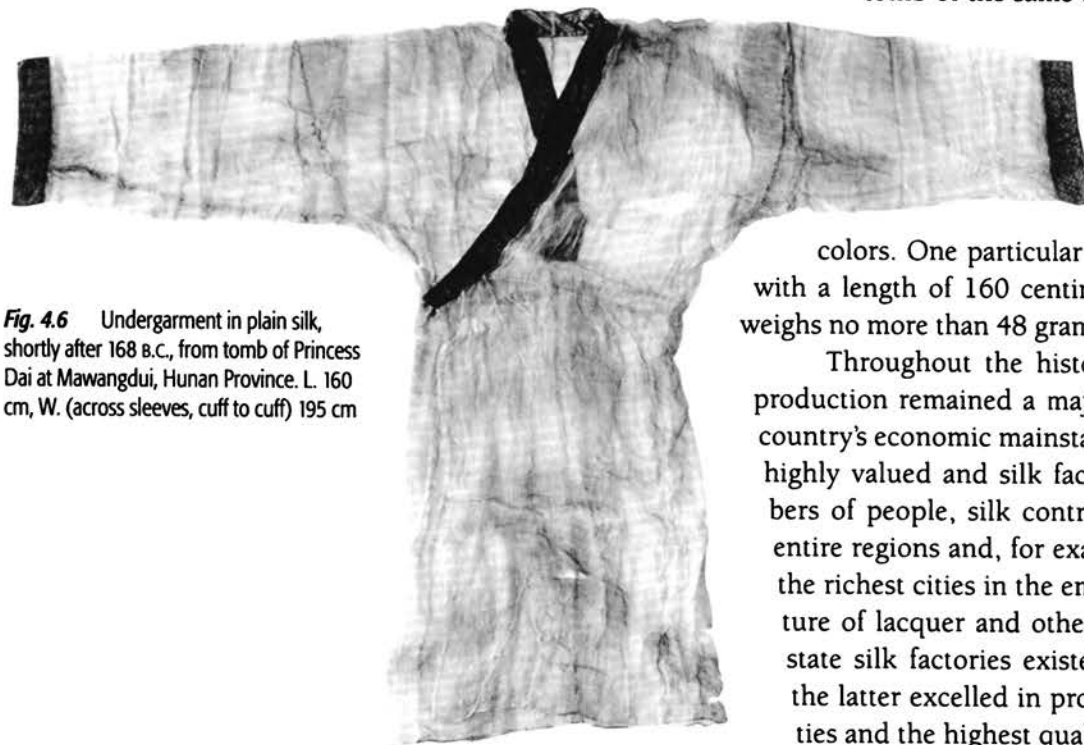 Fig. 4.6 Undergarment in plain silk,
shortly after 168 B.C., from tomb of Princess
Dai at Mawangdui, Hunan Province. L. 160
cm, W. (across sleeves, cuff to cuff) 195 cm
colors. One particular
with a length of 160 centi
weighs no more than 48 gram
Throughout the histo
production remained a maj
country's economic mainsta
highly valued and silk fac
bers of people, silk contr
entire regions and, for exa
the richest cities in the en
ture of lacquer and othe
state silk factories existe
the latter excelled in pro
ties and the highest qua